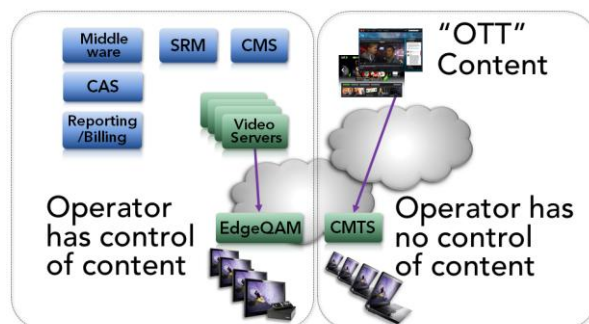 Middle
ware
SRM
CMS
CAS
Reporting
/Billing
Video
Servers
EdgeQAM
Operator
has control
of content
“OTT”
Content
CMTS
Operator has
no control
of content